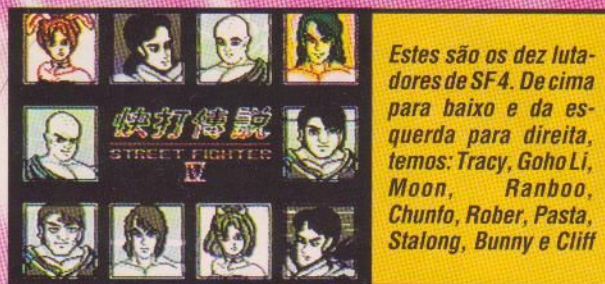 快打傳説
STREET FIGHTER
IV
Estes são os dez luta-
dores de SF4. De cima
para baixo e da es-
querda para direita,
temos: Tracy, Goho Li,
Moon, Ranboo,
Chunfo, Rober, Pasta,
Stalong, Bunny e Cliff